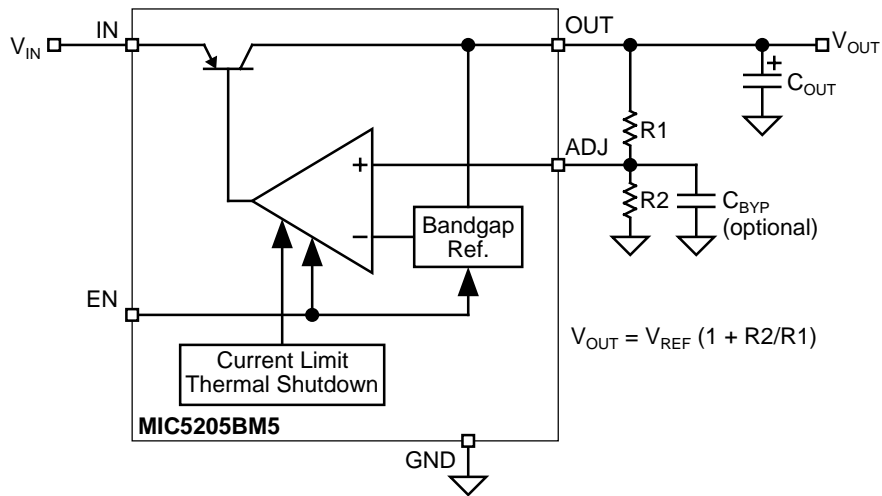 IN
OUT
VIN
VOUT
COUT
R1
ADJ
+
+
R2
CBYP
(optional)
–
Bandgap
Ref.
EN
VOUT = VREF (1 + R2/R1)
Current Limit
Thermal Shutdown
MIC5205BM5
GND